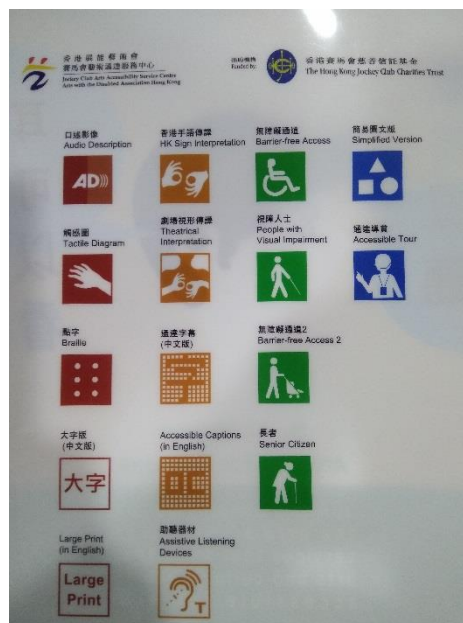 香港展能藝術會
賽馬會藝術通達服務中心
Jockey Club Arts Accessibility Service Centre
Arts with the Disabled Association Hong Kong
捐助機構
Funded by
香港賽馬會慈善信託基金
The Hong Kong Jockey Club Charities Trust
口述影像
Audio Description
AD
香港手語傳譯
HK Sign Interpretation
無障礙通道
Barrier-free Access
簡易圖文版
Simplified Version
觸感圖
Tactile Diagram
劇場視形傳譯
Theatrical
Interpretation
視障人士
People with
Visual Impairment
通達導賞
Accessible Tour
點字
Braille
通達字幕
(中文版)
無障礙通道2
Barrier-free Access 2
大字版
(中文版)
大字
Accessible Captions
(in English)
長者
Senior Citizen
Large Print
(in English)
Large
Print
助聽器材
Assistive Listening
Devices
T